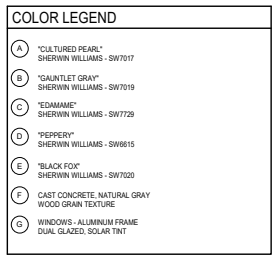 COLOR LEGEND
A "CULTURED PEARL"
SHERWIN WILLIAMS - SW7017
B "GAUNTLET GRAY"
SHERWIN WILLIAMS - SW7019
C "EDAMAME"
SHERWIN WILLIAMS - SW7729
D "PEPPERY"
SHERWIN WILLIAMS - SW6615
E "BLACK FOX"
SHERWIN WILLIAMS - SW7020
F CAST CONCRETE, NATURAL GRAY
WOOD GRAIN TEXTURE
G WINDOWS - ALUMINUM FRAME
DUAL GLAZED, SOLAR TINT